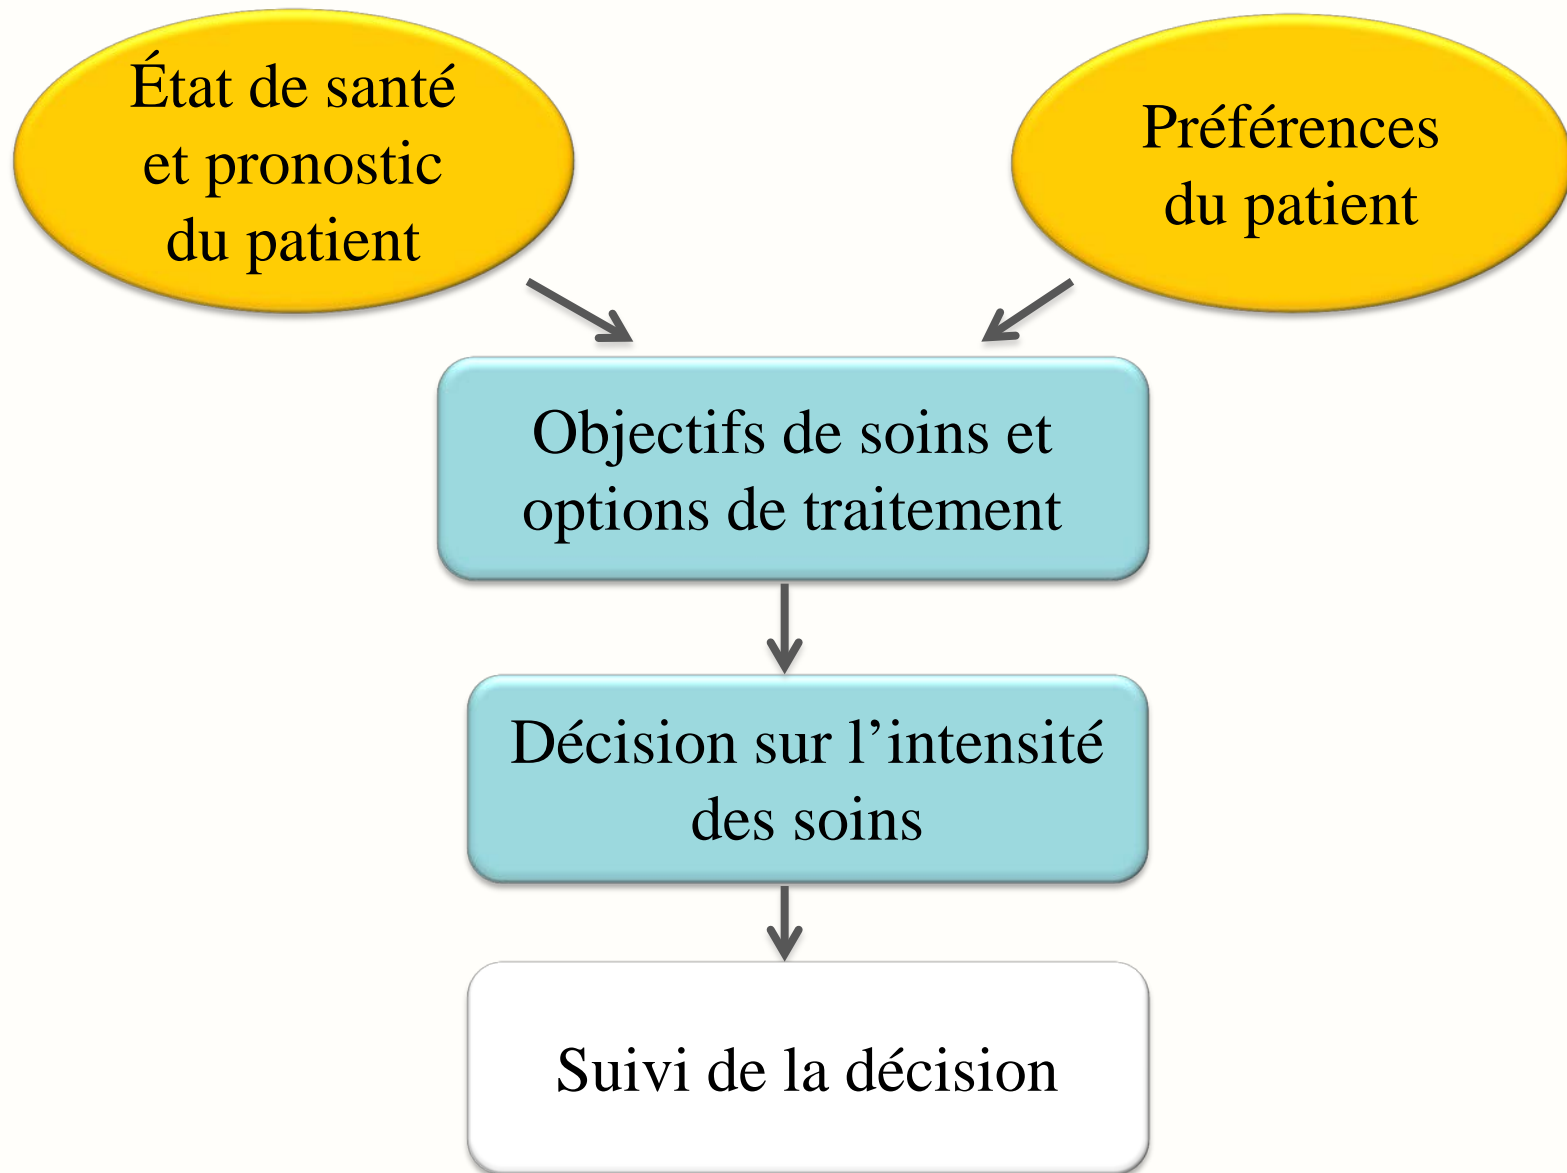 État de santé
et pronostic
du patient
Préférences
du patient
Objectifs de soins et
options de traitement
Décision sur l’intensité
des soins
Suivi de la décision